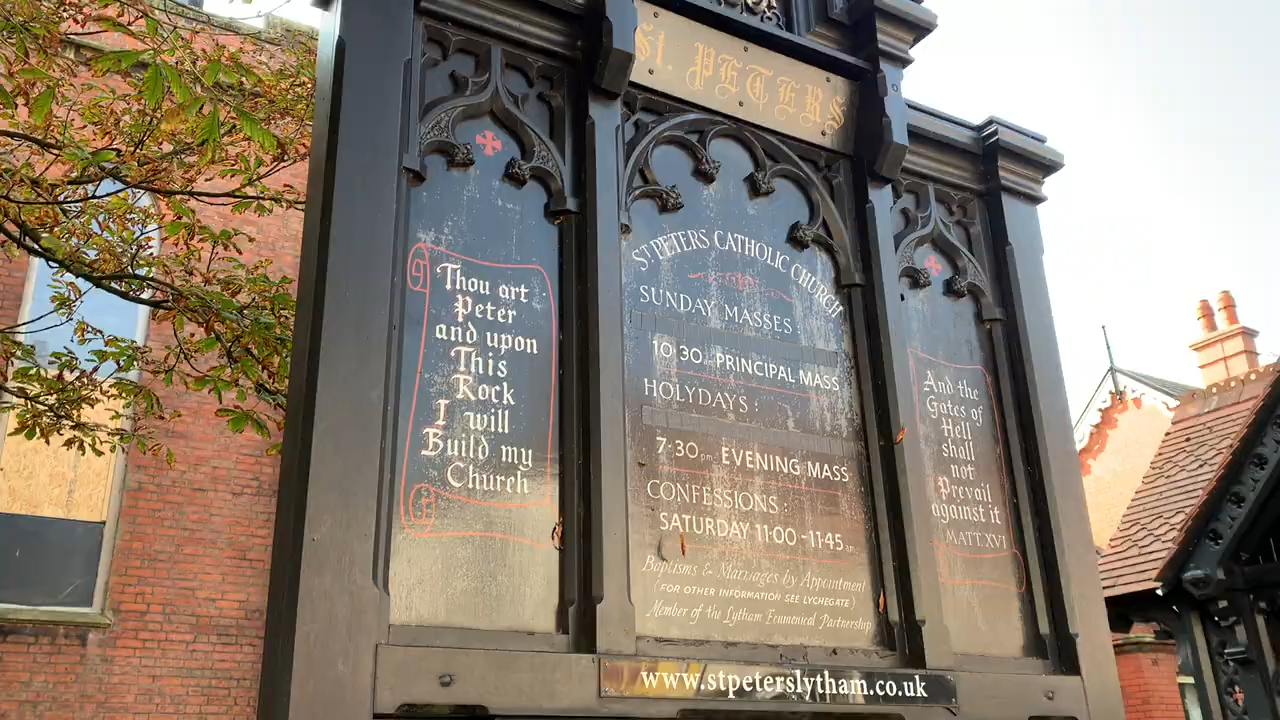 St. PETERS
Thou art
Peter
and upon
This
Rock
I will
Build my
Church
ST PETERS CATHOLIC CHURCH
SUNDAY MASSES:
10·30am PRINCIPAL MASS
HOLYDAYS:
7·30pm EVENING MASS
CONFESSIONS:
SATURDAY 11·00-11·45am
Baptisms & Marriages by Appointment
(FOR OTHER INFORMATION SEE LYCHEGATE)
Member of the Lytham Ecumenical Partnership
And the
Gates of
Hell
shall
not
Prevail
against it
MATT.XVI
www.stpeterslytham.co.uk